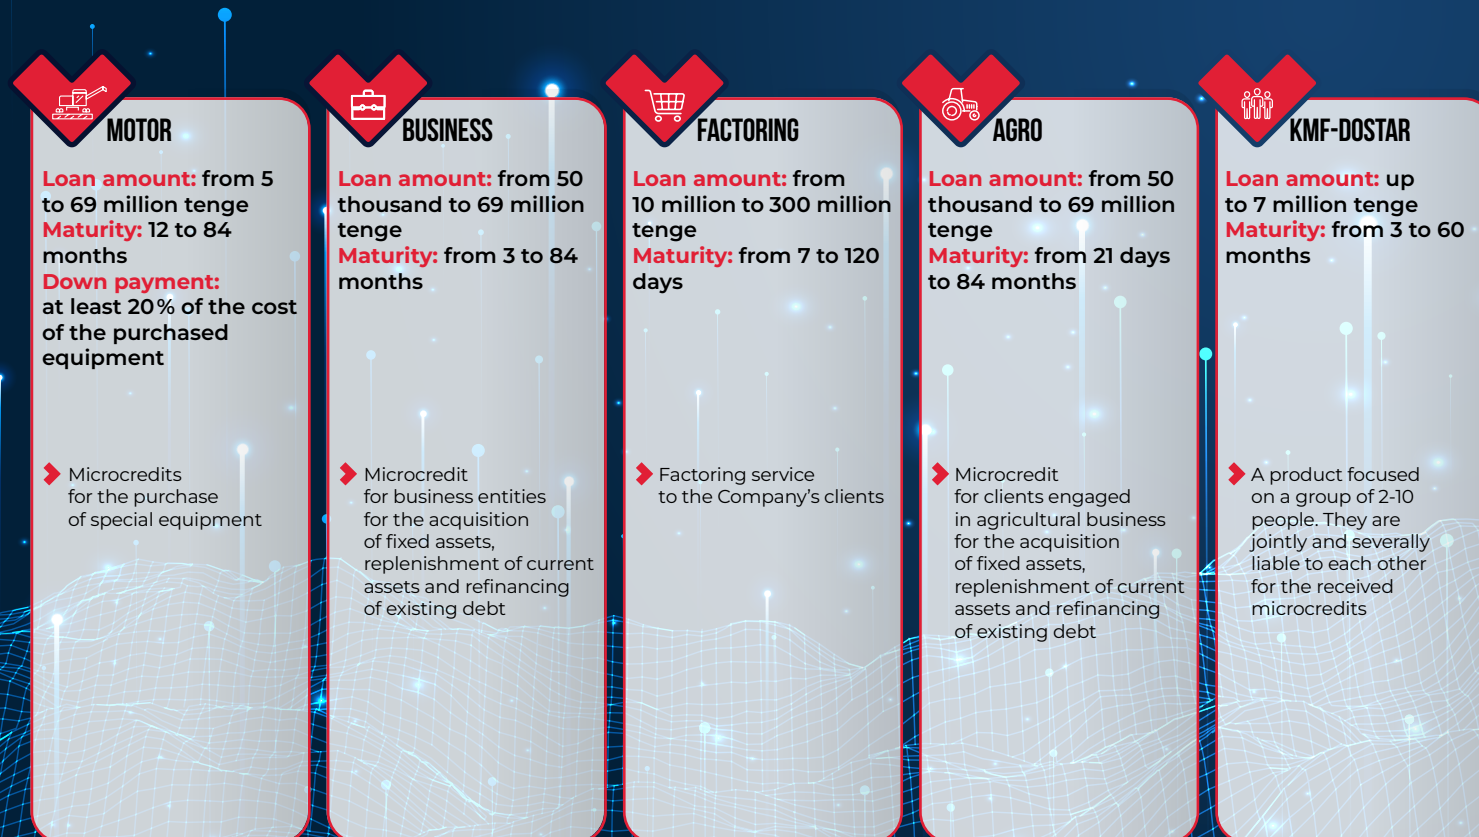 MOTOR
Loan amount: from 5
to 69 million tenge
Maturity: 12 to 84
months
Down payment:
at least 20% of the cost
of the purchased
equipment
Microcredits
for the purchase
of special equipment
BUSINESS
Loan amount: from 50
thousand to 69 million
tenge
Maturity: from 3 to 84
months
Microcredit
for business entities
for the acquisition
of fixed assets,
replenishment of current
assets and refinancing
of existing debt
FACTORING
Loan amount: from
10 million to 300 million
tenge
Maturity: from 7 to 120
days
Factoring service
to the Company's clients
AGRO
Loan amount: from 50
thousand to 69 million
tenge
Maturity: from 21 days
to 84 months
Microcredit
for clients engaged
in agricultural business
for the acquisition
of fixed assets,
replenishment of current
assets and refinancing
of existing debt
KMF-DOSTAR
Loan amount: up
to 7 million tenge
Maturity: from 3 to 60
months
A product focused
on a group of 2-10
people. They are
jointly and severally
liable to each other
for the received
microcredits